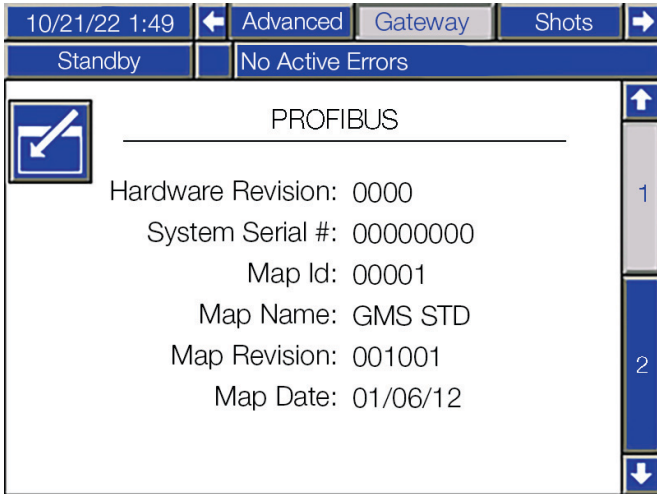 10/21/22 1:49 Advanced Gateway Shots
Standby No Active Errors
PROFIBUS
Hardware Revision: 0000
System Serial #: 00000000
Map Id: 00001
Map Name: GMS STD
Map Revision: 001001
Map Date: 01/06/12
1
2